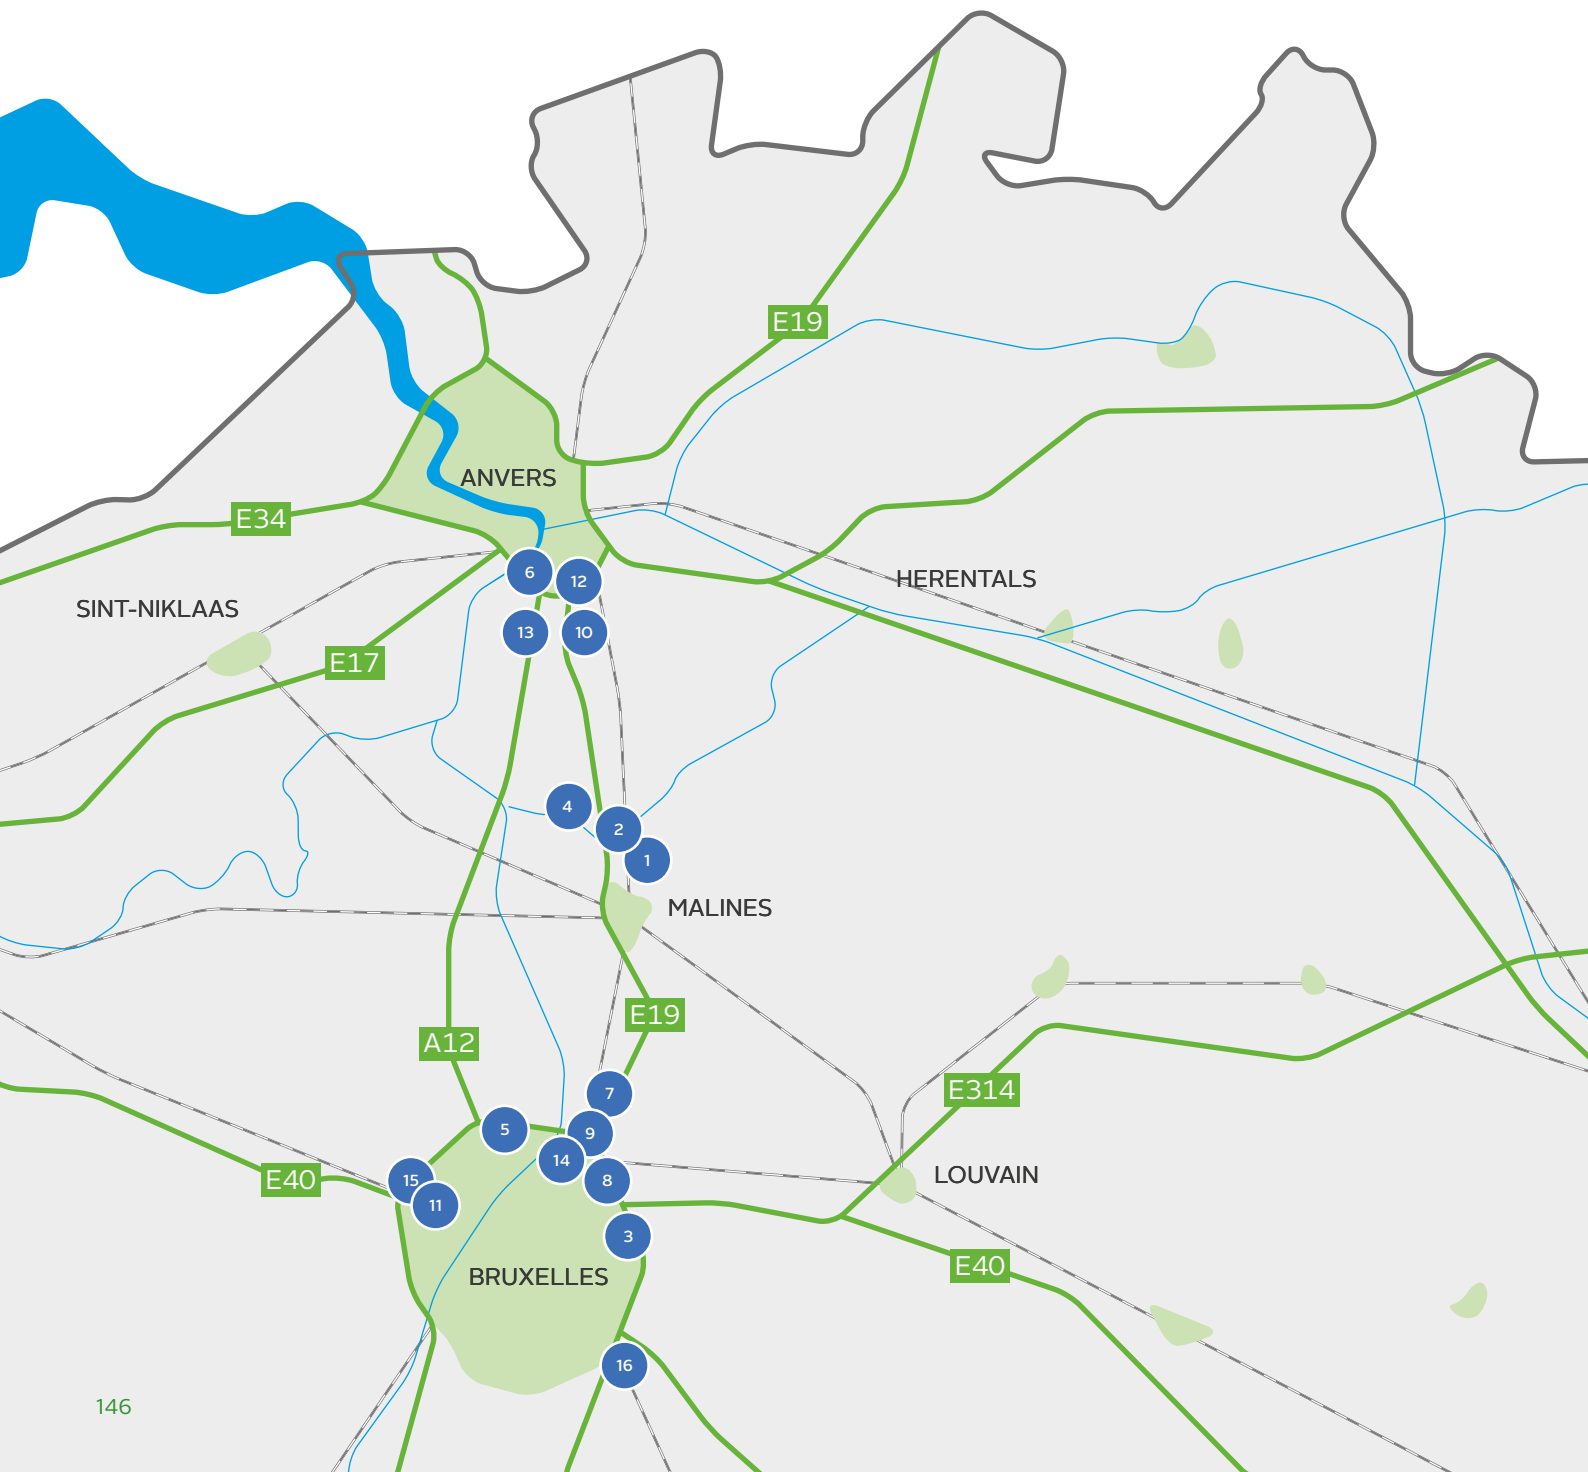 E19
ANVERS
E34
6
12
HERENTALS
SINT-NIKLAAS
13
10
E17
4
2
1
MALINES
E19
A12
7
E314
5
9
14
15
E40
8
LOUVAIN
11
3
E40
BRUXELLES
16
146